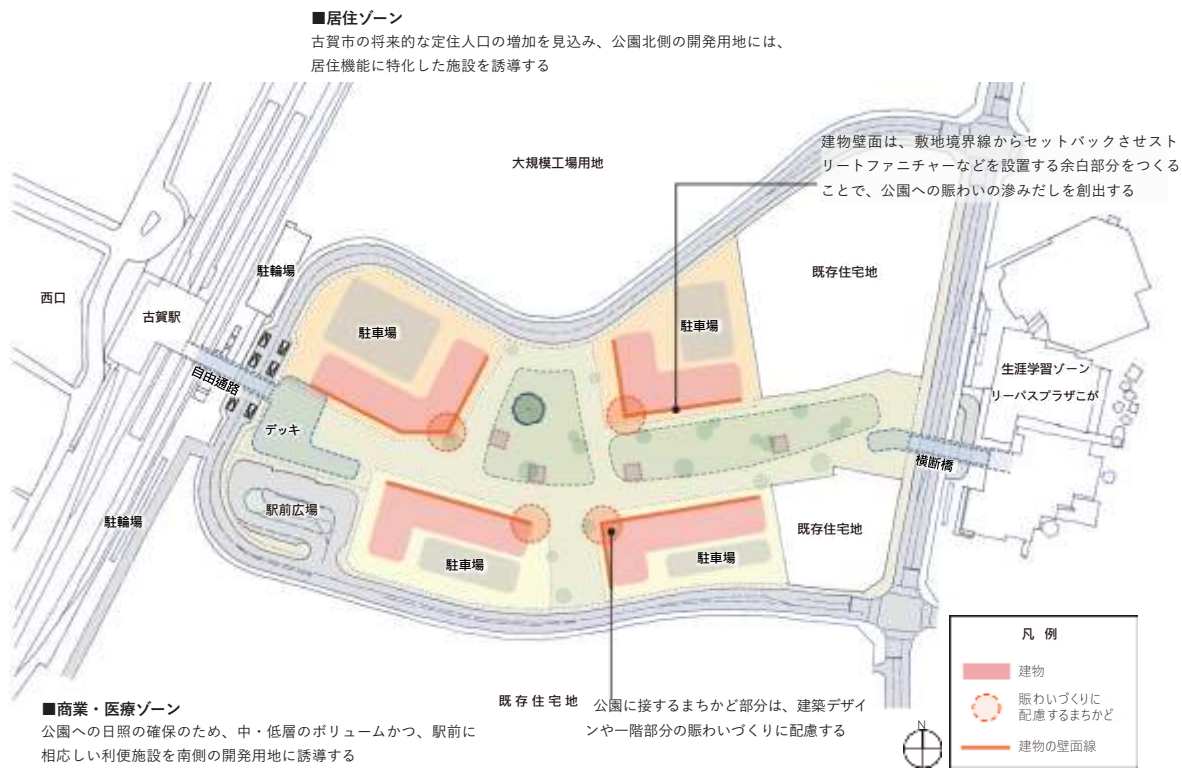 ■居住ゾーン
古賀市の将来的な定住人口の増加を見込み、公園北側の開発用地には、
居住機能に特化した施設を誘導する
建物壁面は、敷地境界線からセットバックさせスト
リートファニチャーなどを設置する余白部分をつくる
ことで、公園への賑わいの滲みだしを創出する
大規模工場用地
駐輪場
既存住宅地
西口
古賀駅
駐車場
駐車場
自由通路
生涯学習ゾーン
リーパスプラザこが
デッキ
横断橋
駅前広場
駐輪場
既存住宅地
駐車場
駐車場
■商業・医療ゾーン
公園への日照の確保のため、中・低層のボリュームかつ、駅前に
相応しい利便施設を南側の開発用地に誘導する
既存住宅地
公園に接するまちかど部分は、建築デザイ
ンや一階部分の賑わいづくりに配慮する
N
凡 例
建物
賑わいづくりに
配慮するまちかど
建物の壁面線